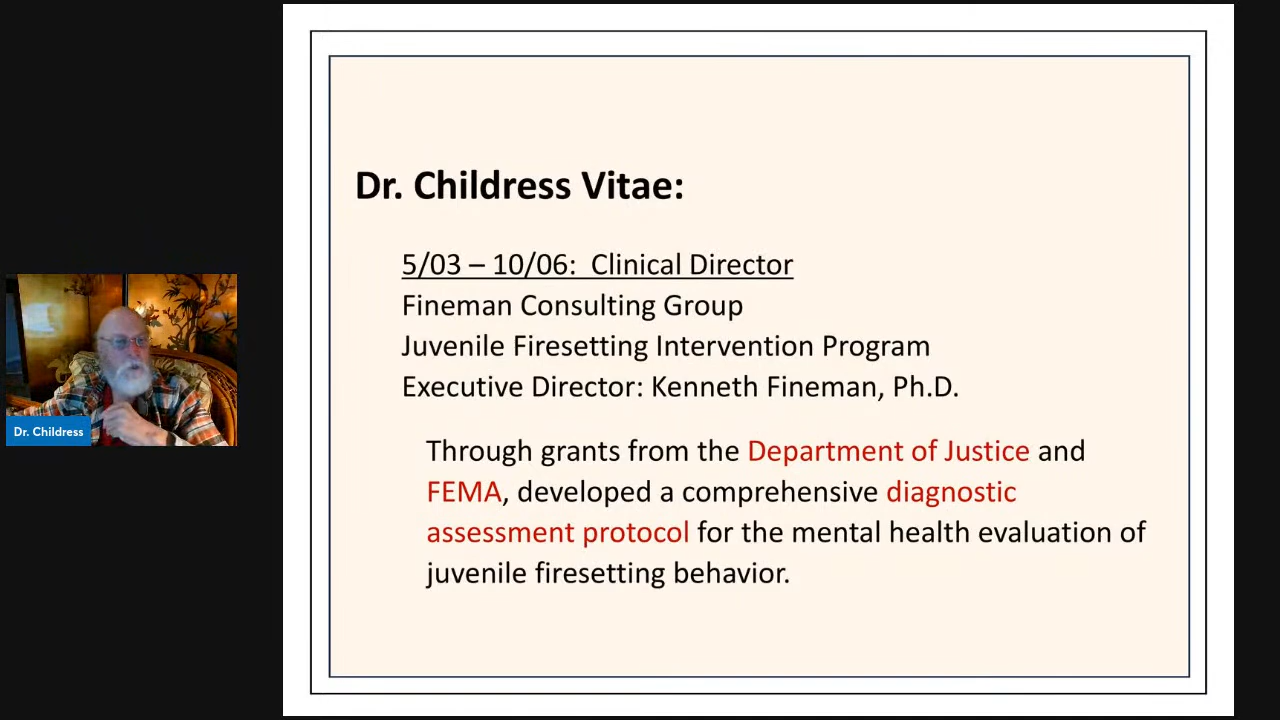 Dr. Childress Vitae:
5/03 – 10/06:  Clinical Director
Fineman Consulting Group
Juvenile Firesetting Intervention Program
Executive Director: Kenneth Fineman, Ph.D.
Through grants from the Department of Justice and
FEMA, developed a comprehensive diagnostic
assessment protocol for the mental health evaluation of
juvenile firesetting behavior.
Dr. Childress